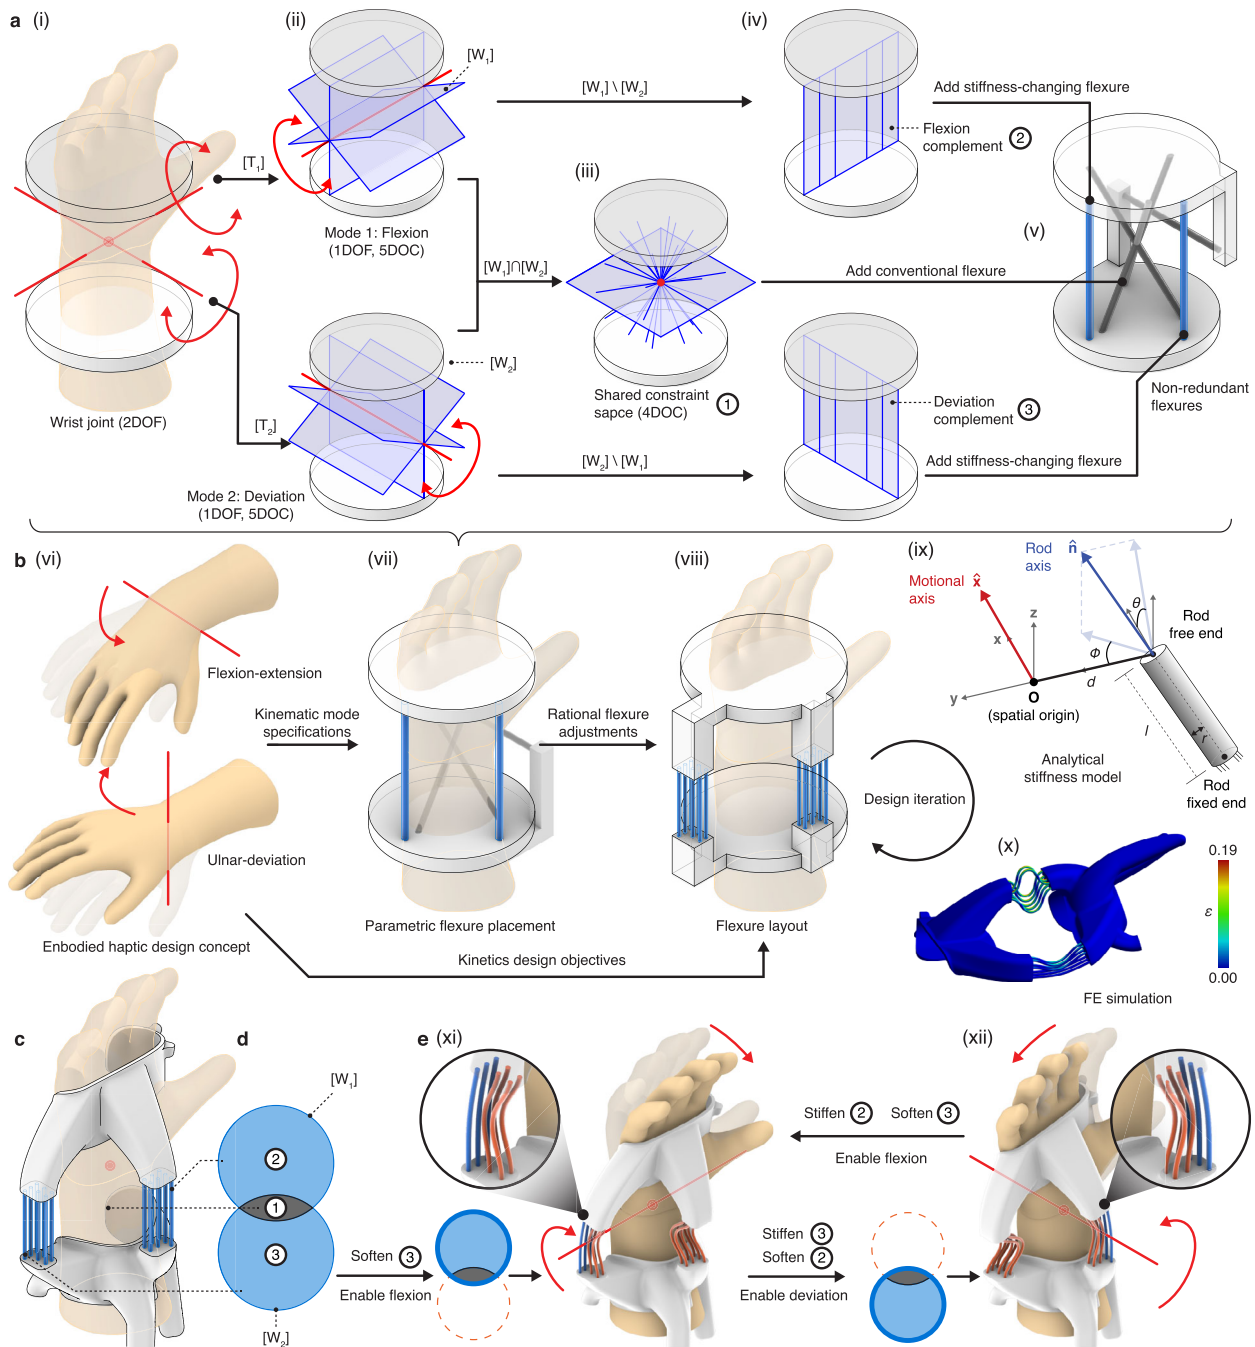 a (i)
(ii)
(iv)
[W1]
[W1] \ [W2]
Add stiffness-changing flexure
[T1]
Flexion
complement ②
(iii)
(v)
Mode 1: Flexion
(1DOF, 5DOC)
[W1]∩[W2]
Add conventional flexure
[W2]
Shared constraint
sapce (4DOC) ①
Deviation
complement ③
Non-redundant
flexures
Wrist joint (2DOF)
[T2]
[W2] \ [W1]
Add stiffness-changing flexure
Mode 2: Deviation
(1DOF, 5DOC)
b (vi)
(vii)
(viii)
(ix)
Rod
axis
n̂
Motional
axis
x̂
θ
Rod
free end
z
x
Φ
d
y
O
(spatial origin)
l
r
Analytical
stiffness model
Rod
fixed end
Flexion-extension
Kinematic mode
specifications
Rational flexure
adjustments
Design iteration
Ulnar-deviation
(x)
0.19
ε
0.00
FE simulation
Enbodied haptic design concept
Parametric flexure placement
Flexure layout
Kinetics design objectives
c
d
e (xi)
(xii)
[W1]
②
①
③
[W2]
Stiffen ② Soften ③
Enable flexion
Soften ③
Enable flexion
Stiffen ③
Soften ②
Enable deviation